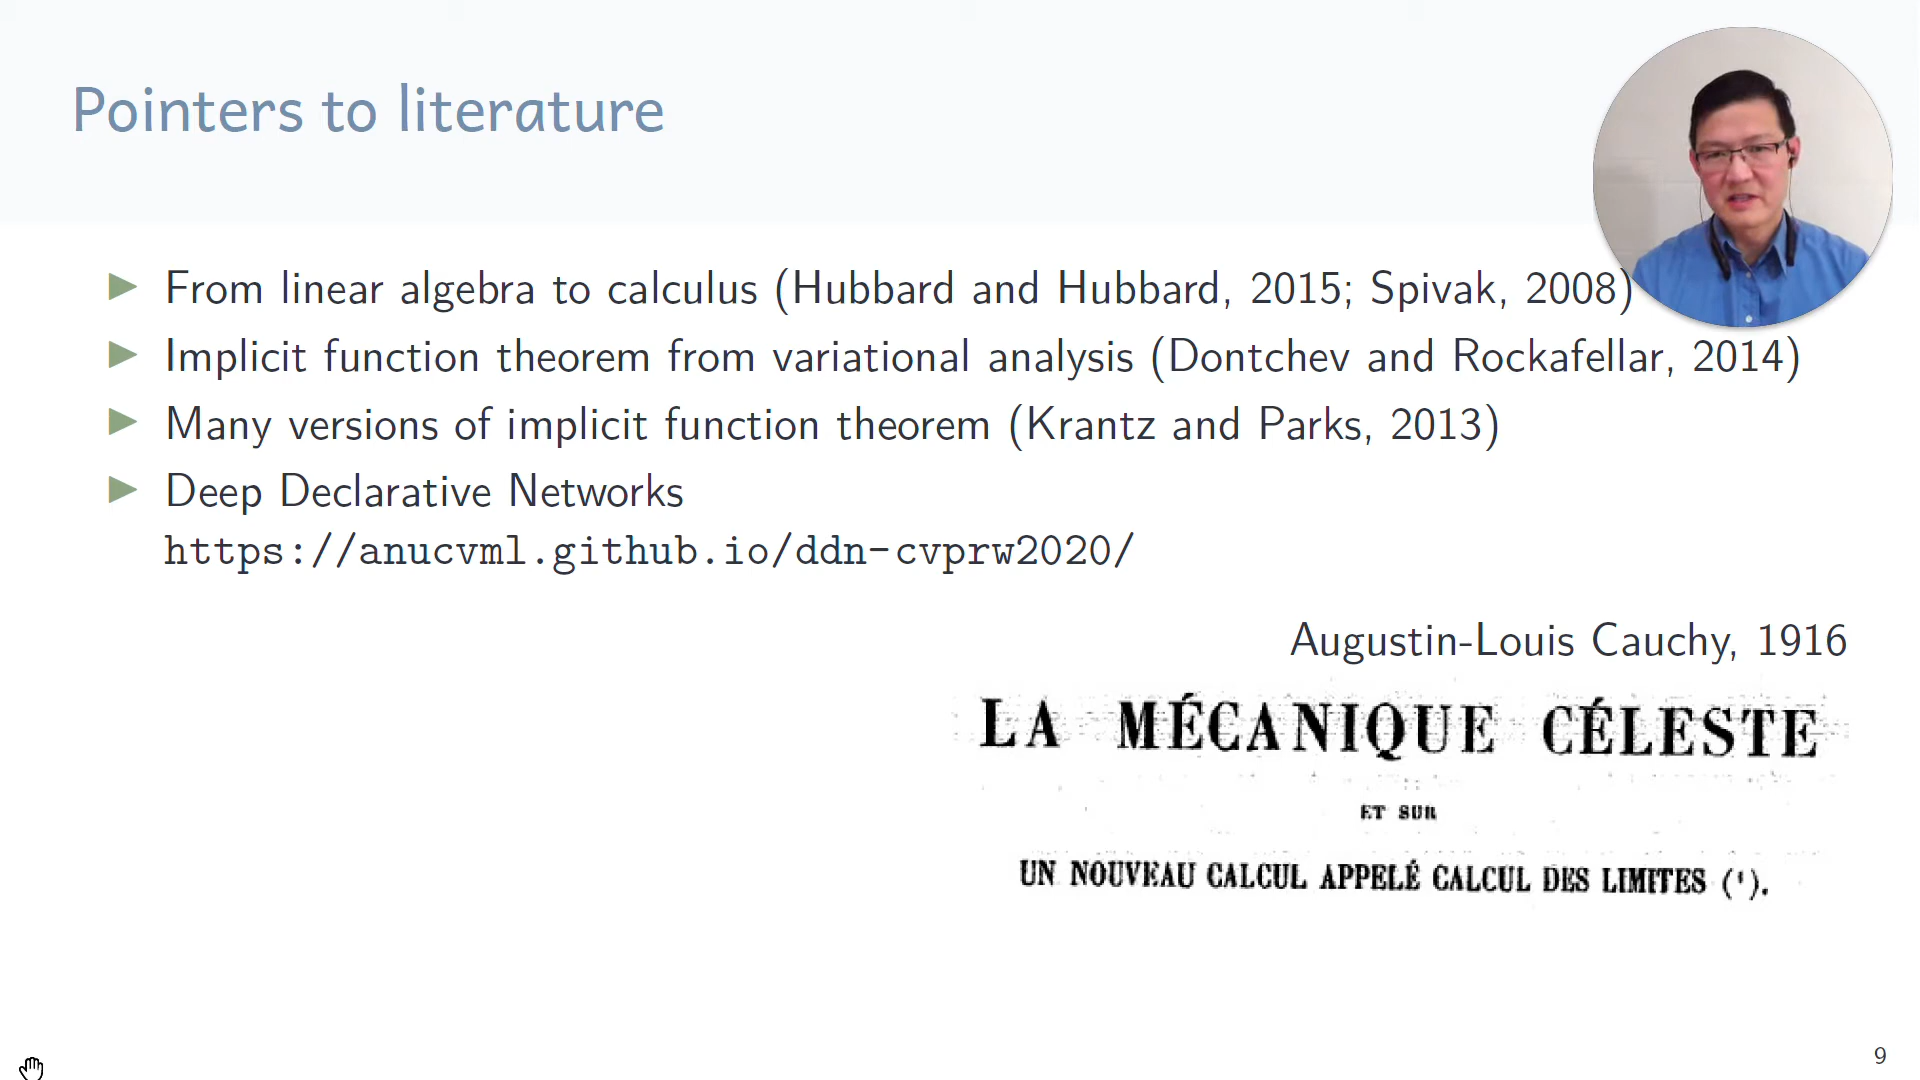 Pointers to literature
From linear algebra to calculus (Hubbard and Hubbard, 2015; Spivak, 2008)
Implicit function theorem from variational analysis (Dontchev and Rockafellar, 2014)
Many versions of implicit function theorem (Krantz and Parks, 2013)
Deep Declarative Networks
https://anucvml.github.io/ddn-cvprw2020/
Augustin-Louis Cauchy, 1916
LA MÉCANIQUE CÉLESTE
ET SUR
UN NOUVEAU CALCUL APPELÉ CALCUL DES LIMITES (¹).
9